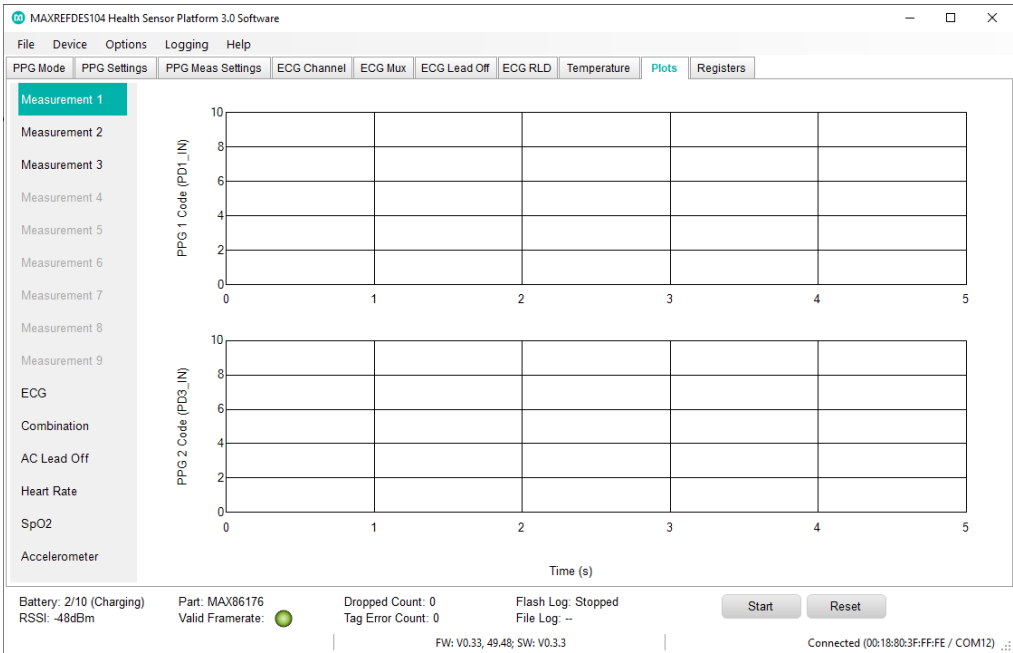 MAXREFDES104 Health Sensor Platform 3.0 Software
File Device Options Logging Help
PPG Mode PPG Settings PPG Meas Settings ECG Channel ECG Mux ECG Lead Off ECG RLD Temperature Plots Registers
Measurement 1
Measurement 2
Measurement 3
Measurement 4
Measurement 5
Measurement 6
Measurement 7
Measurement 8
Measurement 9
ECG
Combination
AC Lead Off
Heart Rate
SpO2
Accelerometer
PPG 1 Code (PD1_IN)
10
8
6
4
2
0
0 1 2 3 4 5
PPG 2 Code (PD3_IN)
10
8
6
4
2
0
0 1 2 3 4 5
Time (s)
Battery: 2/10 (Charging) Part: MAX86176 Dropped Count: 0 Flash Log: Stopped
RSSI: -48dBm Valid Framerate: Tag Error Count: 0 File Log: --
Start Reset
FW: V0.33, 49.48; SW: V0.3.3 Connected (00:18:80:3F:FF:FE / COM12)